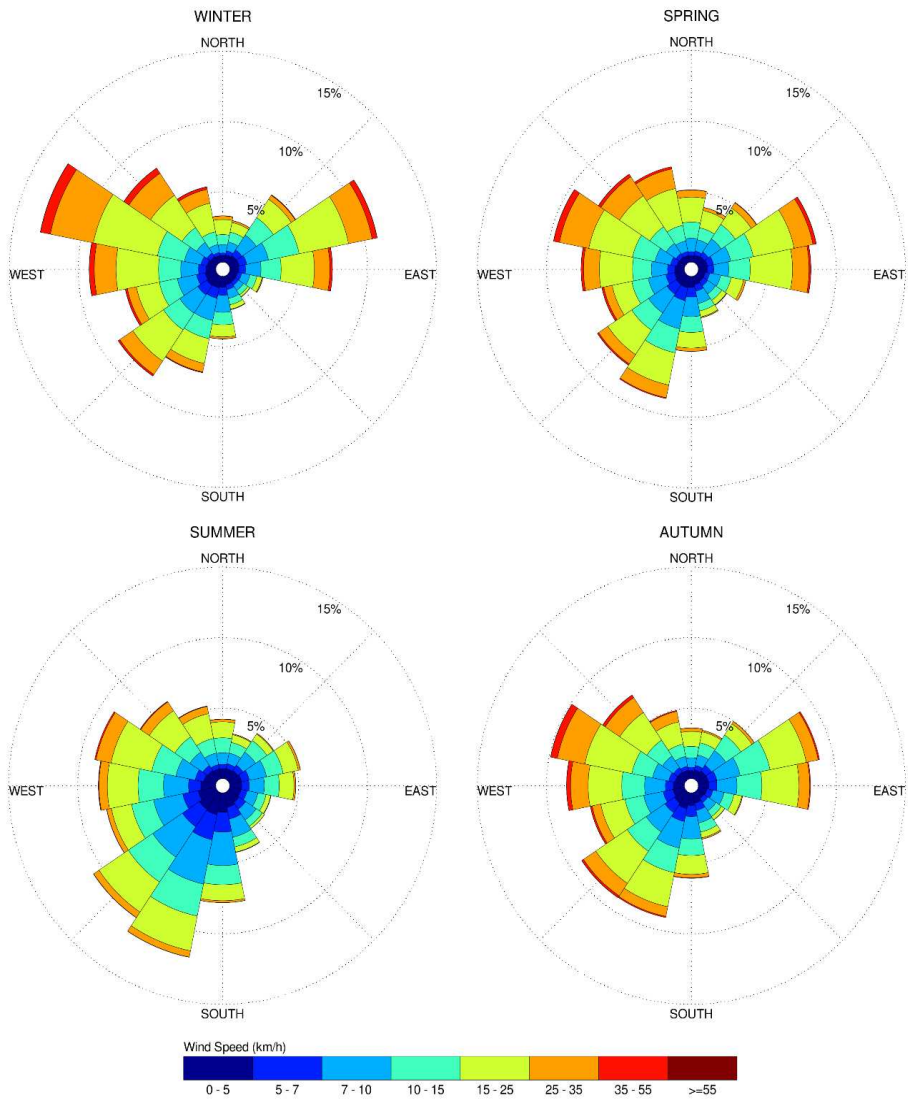 WINTER
NORTH
15%
10%
5%
WEST
EAST
SOUTH
SPRING
NORTH
15%
10%
5%
WEST
EAST
SOUTH
SUMMER
NORTH
15%
10%
5%
WEST
EAST
SOUTH
AUTUMN
NORTH
15%
10%
5%
WEST
EAST
SOUTH
Wind Speed (km/h)
0 - 5 5 - 7 7 - 10 10 - 15 15 - 25 25 - 35 35 - 55 >=55